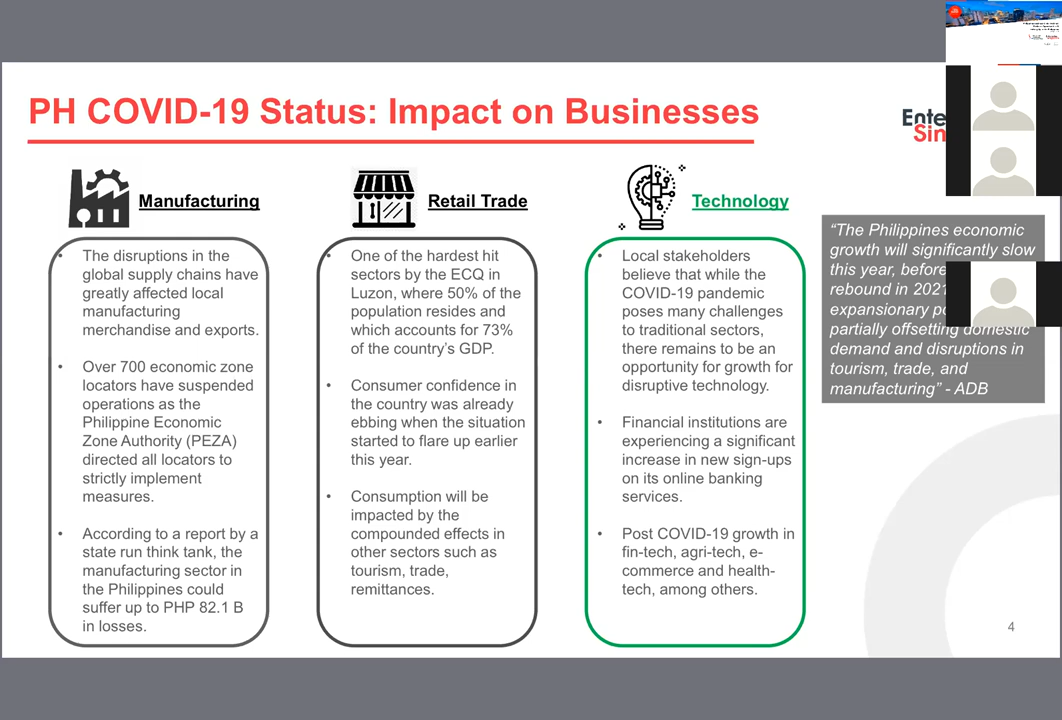 PH COVID-19 Status: Impact on Businesses
Manufacturing
The disruptions in the
global supply chains have
greatly affected local
manufacturing
merchandise and exports.
Over 700 economic zone
locators have suspended
operations as the
Philippine Economic
Zone Authority (PEZA)
directed all locators to
strictly implement
measures.
According to a report by a
state run think tank, the
manufacturing sector in
the Philippines could
suffer up to PHP 82.1 B
in losses.
Retail Trade
One of the hardest hit
sectors by the ECQ in
Luzon, where 50% of the
population resides and
which accounts for 73%
of the country's GDP.
Consumer confidence in
the country was already
ebbing when the situation
started to flare up earlier
this year.
Consumption will be
impacted by the
compounded effects in
other sectors such as
tourism, trade,
remittances.
Technology
Local stakeholders
believe that while the
COVID-19 pandemic
poses many challenges
to traditional sectors,
there remains to be an
opportunity for growth for
disruptive technology.
Financial institutions are
experiencing a significant
increase in new sign-ups
on its online banking
services.
Post COVID-19 growth in
fin-tech, agri-tech, e-
commerce and health-
tech, among others.
“The Philippines economic
growth will significantly slow
this year, before
rebound in 2021
expansionary
partially offsetting domestic
demand and disruptions in
tourism, trade, and
manufacturing” - ADB
4